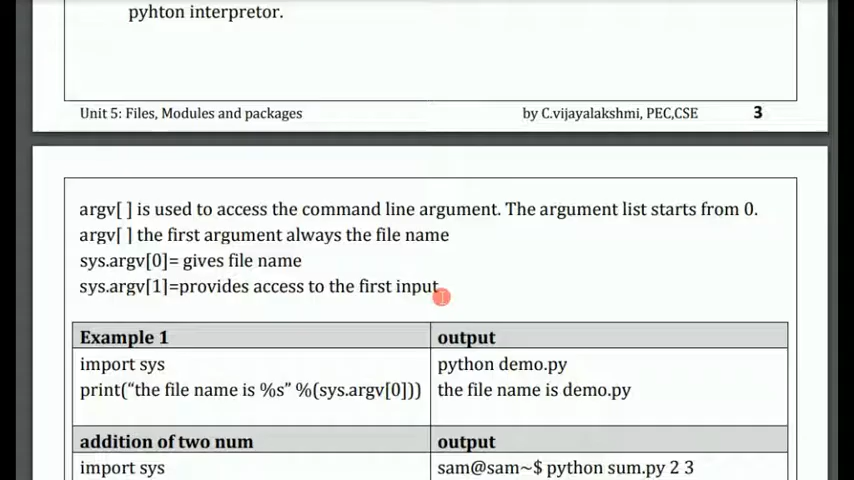 pyhton interpretor.
Unit 5: Files, Modules and packages by C.vijayalakshmi, PEC,CSE 3
argv[ ] is used to access the command line argument. The argument list starts from 0.
argv[ ] the first argument always the file name
sys.argv[0]= gives file name
sys.argv[1]=provides access to the first input
Example 1 output
import sys python demo.py
print(“the file name is %s” %(sys.argv[0])) the file name is demo.py
addition of two num output
import sys sam@sam~$ python sum.py 2 3